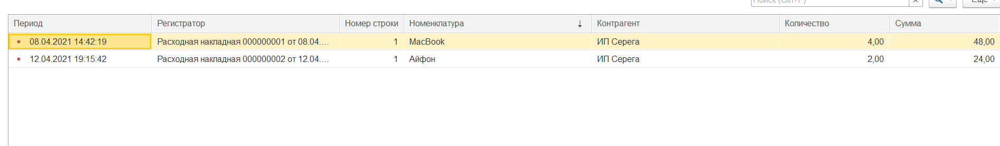 Поиск (Ctrl+F) × Ещё
Период Регистратор Номер строки Номенклатура ↓ Контрагент Количество Сумма
08.04.2021 14:42:19 Расходная накладная 000000001 от 08.04.… 1 MacBook ИП Серега 4,00 48,00
12.04.2021 19:15:42 Расходная накладная 000000002 от 12.04.… 1 Айфон ИП Серега 2,00 24,00